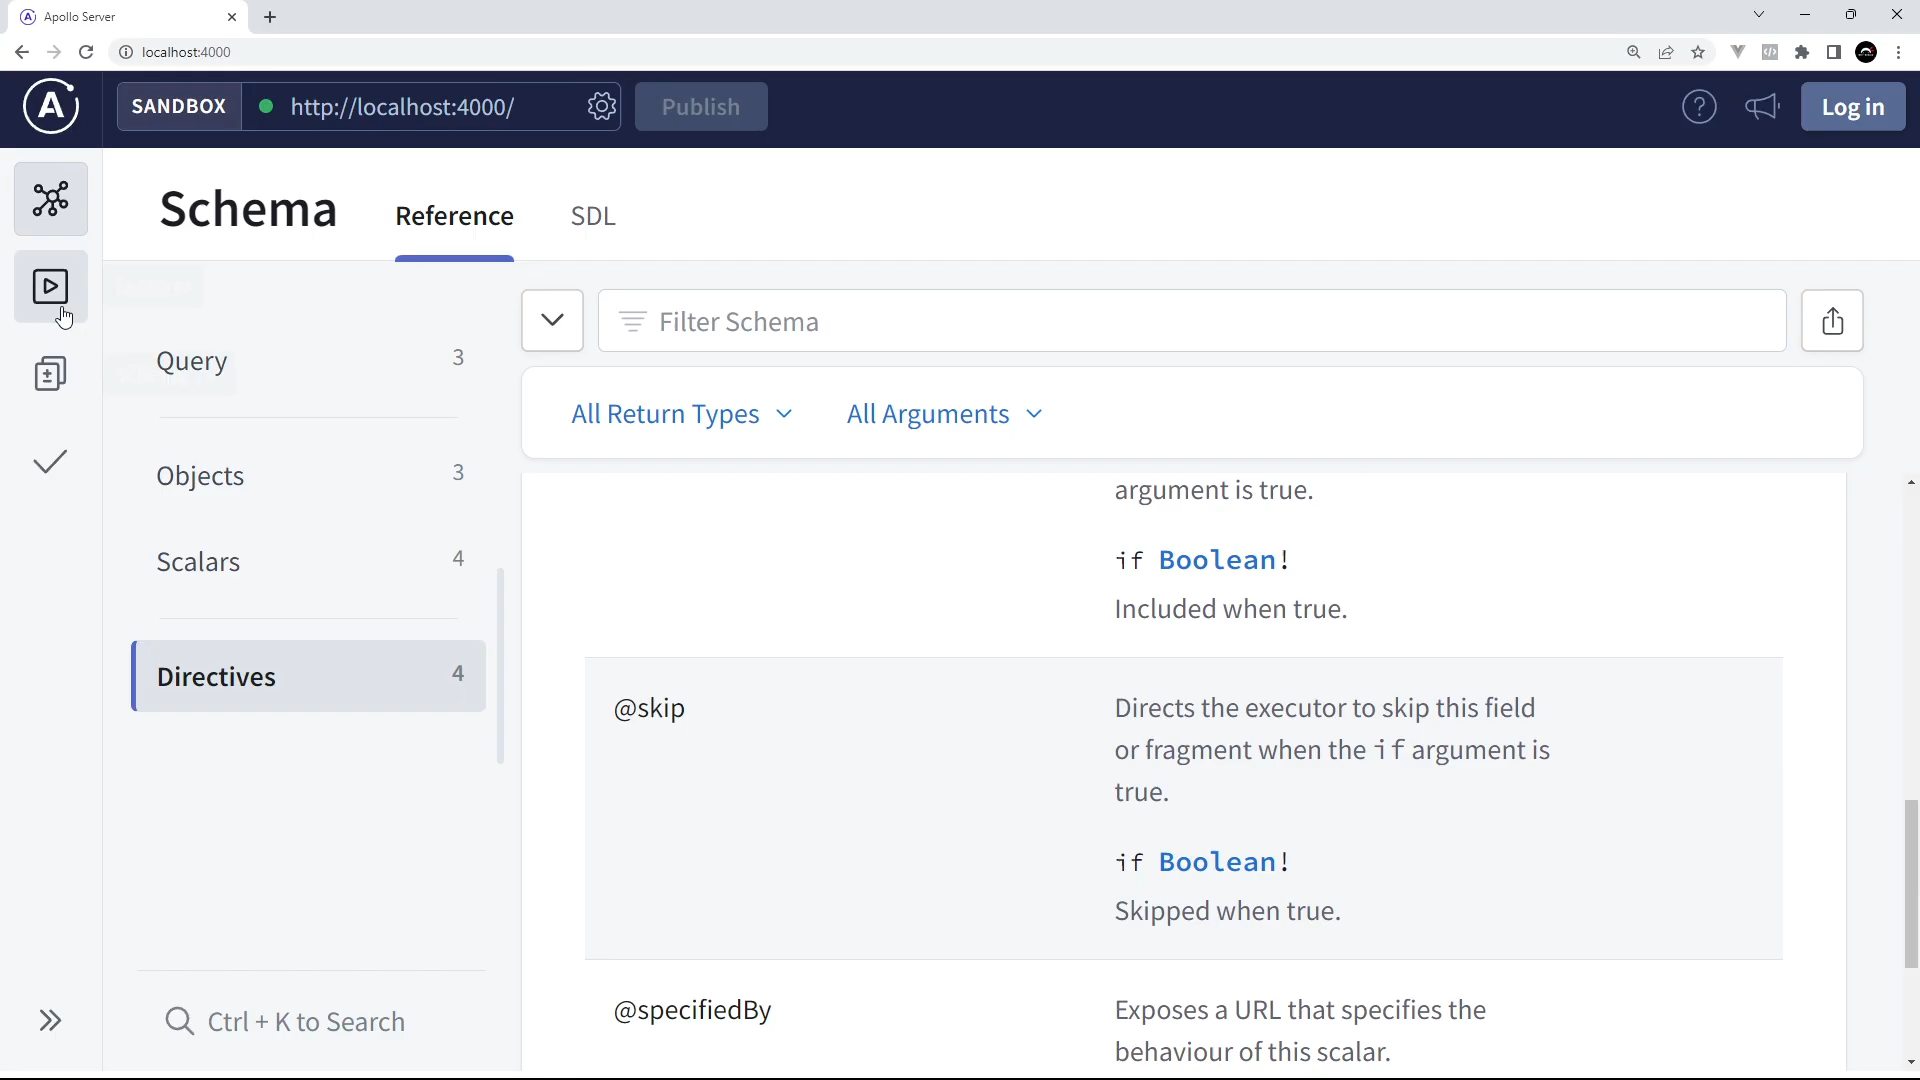 Apollo Server
localhost:4000
SANDBOX
http://localhost:4000/
Publish
Log in
Schema
Reference
SDL
Query 3
Objects 3
Scalars 4
Directives 4
Ctrl + K to Search
Filter Schema
All Return Types
All Arguments
argument is true.
if Boolean!
Included when true.
@skip
Directs the executor to skip this field
or fragment when the if argument is
true.
if Boolean!
Skipped when true.
@specifiedBy
Exposes a URL that specifies the
behaviour of this scalar.